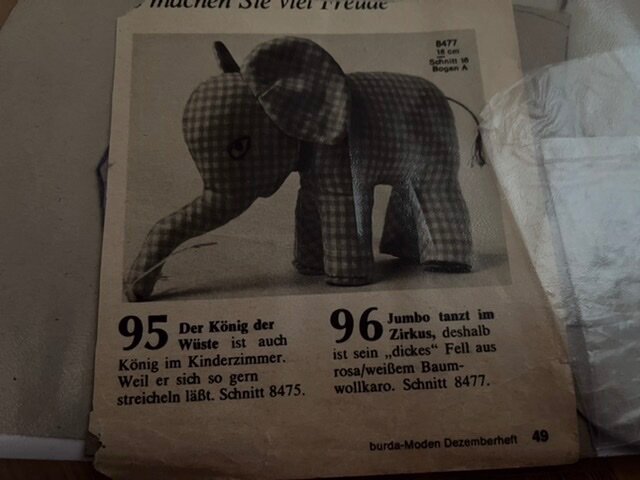 machen Sie viel Freude
8477
16 cm
Schnitt 16
Bogen A
95 Der König der
Wüste ist auch
König im Kinderzimmer.
Weil er sich so gern
streicheln läßt. Schnitt 8475.
96 Jumbo tanzt im
Zirkus, deshalb
ist sein „dickes“ Fell aus
rosa/weißem Baum-
wollkaro. Schnitt 8477.
burda-Moden Dezemberheft 49